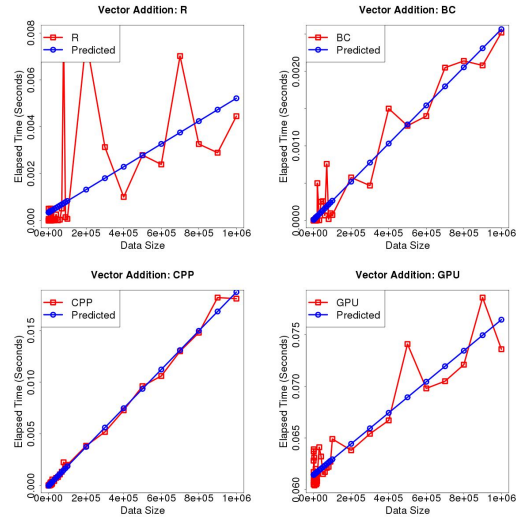 Vector Addition: R
R
Predicted
Elapsed Time (Seconds)
0.000
0.002
0.004
0.006
0.008
0e+00
2e+05
4e+05
6e+05
8e+05
1e+06
Data Size
Vector Addition: BC
BC
Predicted
Elapsed Time (Seconds)
0.000
0.010
0.020
0e+00
2e+05
4e+05
6e+05
8e+05
1e+06
Data Size
Vector Addition: CPP
CPP
Predicted
Elapsed Time (Seconds)
0.000
0.005
0.010
0.015
0e+00
2e+05
4e+05
6e+05
8e+05
1e+06
Data Size
Vector Addition: GPU
GPU
Predicted
Elapsed Time (Seconds)
0.060
0.065
0.070
0.075
0e+00
2e+05
4e+05
6e+05
8e+05
1e+06
Data Size